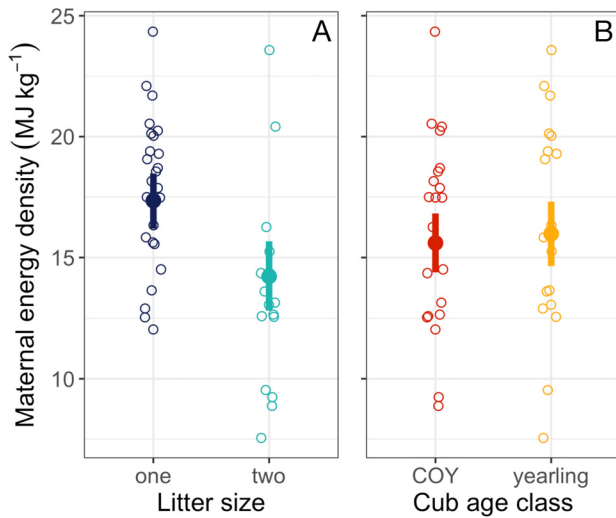 Maternal energy density (MJ kg⁻¹)
25
20
15
10
A
one two
Litter size
B
COY yearling
Cub age class